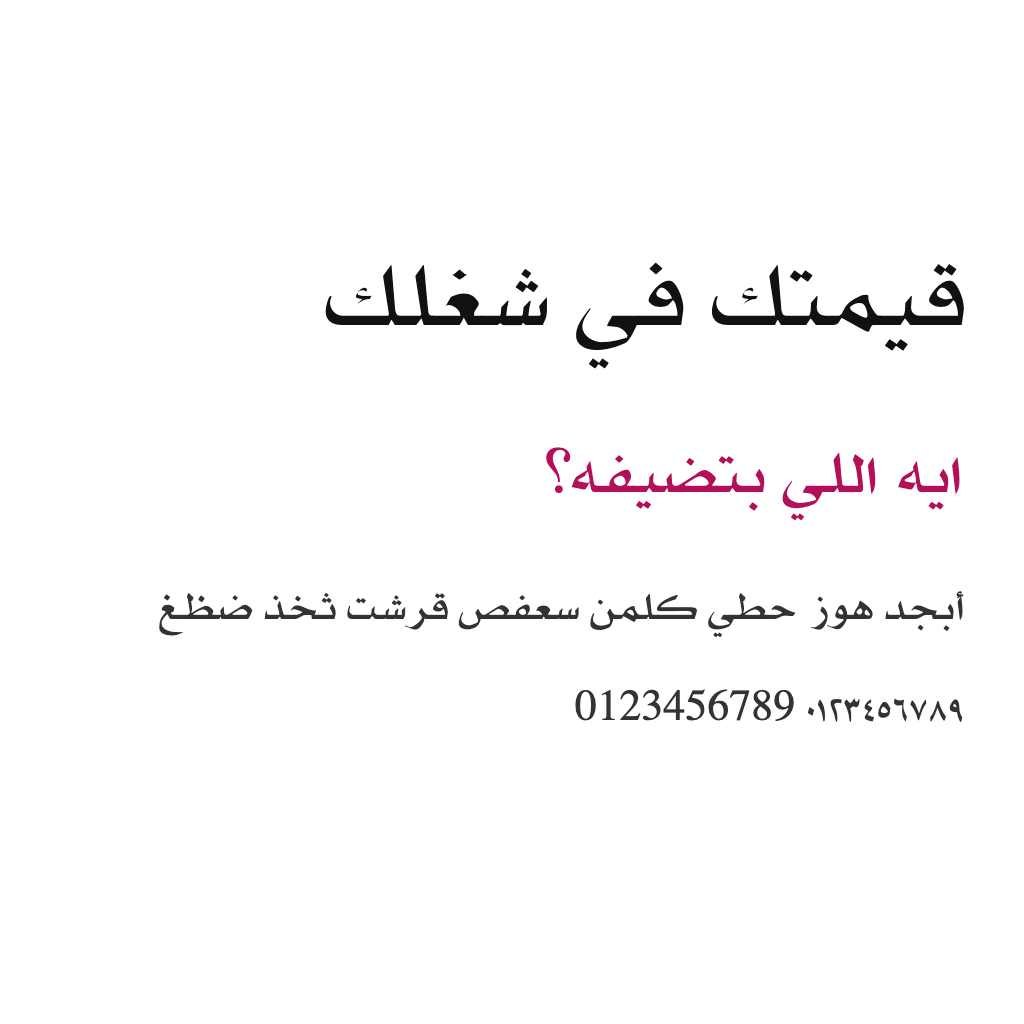 قيمتك في شغلك
ايه اللي بتضيفه؟
أبجد هوز حطي كلمن سعفص قرشت ثخذ ضظغ
0123456789 ٠١٢٣٤٥٦٧٨٩